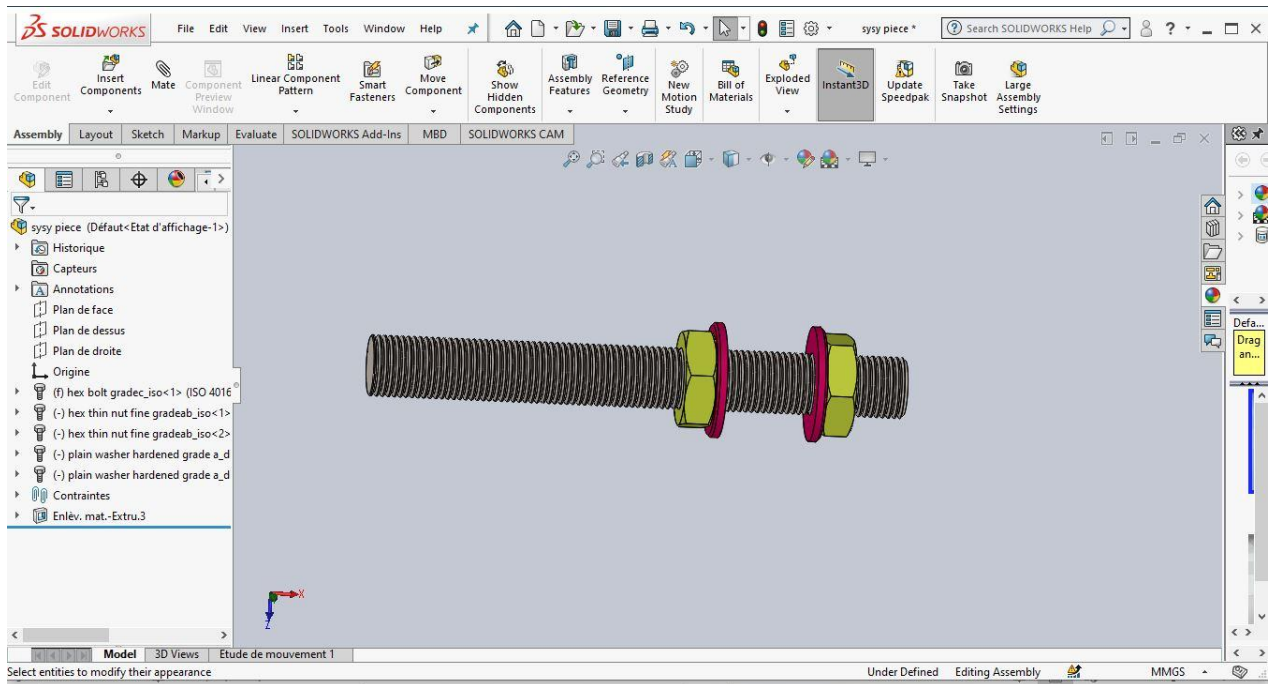 SOLIDWORKS File Edit View Insert Tools Window Help sysy piece * Search SOLIDWORKS Help ?
Edit Component
Insert Components
Mate
Component Preview Window
Linear Component Pattern
Smart Fasteners
Move Component
Show Hidden Components
Assembly Features
Reference Geometry
New Motion Study
Bill of Materials
Exploded View
Instant3D
Update Speedpak
Take Snapshot
Large Assembly Settings
Assembly Layout Sketch Markup Evaluate SOLIDWORKS Add-Ins MBD SOLIDWORKS CAM
sysy piece (Défaut<Etat d'affichage-1>)
Historique
Capteurs
A Annotations
Plan de face
Plan de dessus
Plan de droite
Origine
(f) hex bolt gradec_iso<1> (ISO 4016
(-) hex thin nut fine gradeab_iso<1>
(-) hex thin nut fine gradeab_iso<2>
(-) plain washer hardened grade a_d
(-) plain washer hardened grade a_d
Contraintes
Enlèv. mat.-Extru.3
Defa...
Drag
an...
X
Z
Model 3D Views Etude de mouvement 1
Select entities to modify their appearance Under Defined Editing Assembly MMGS